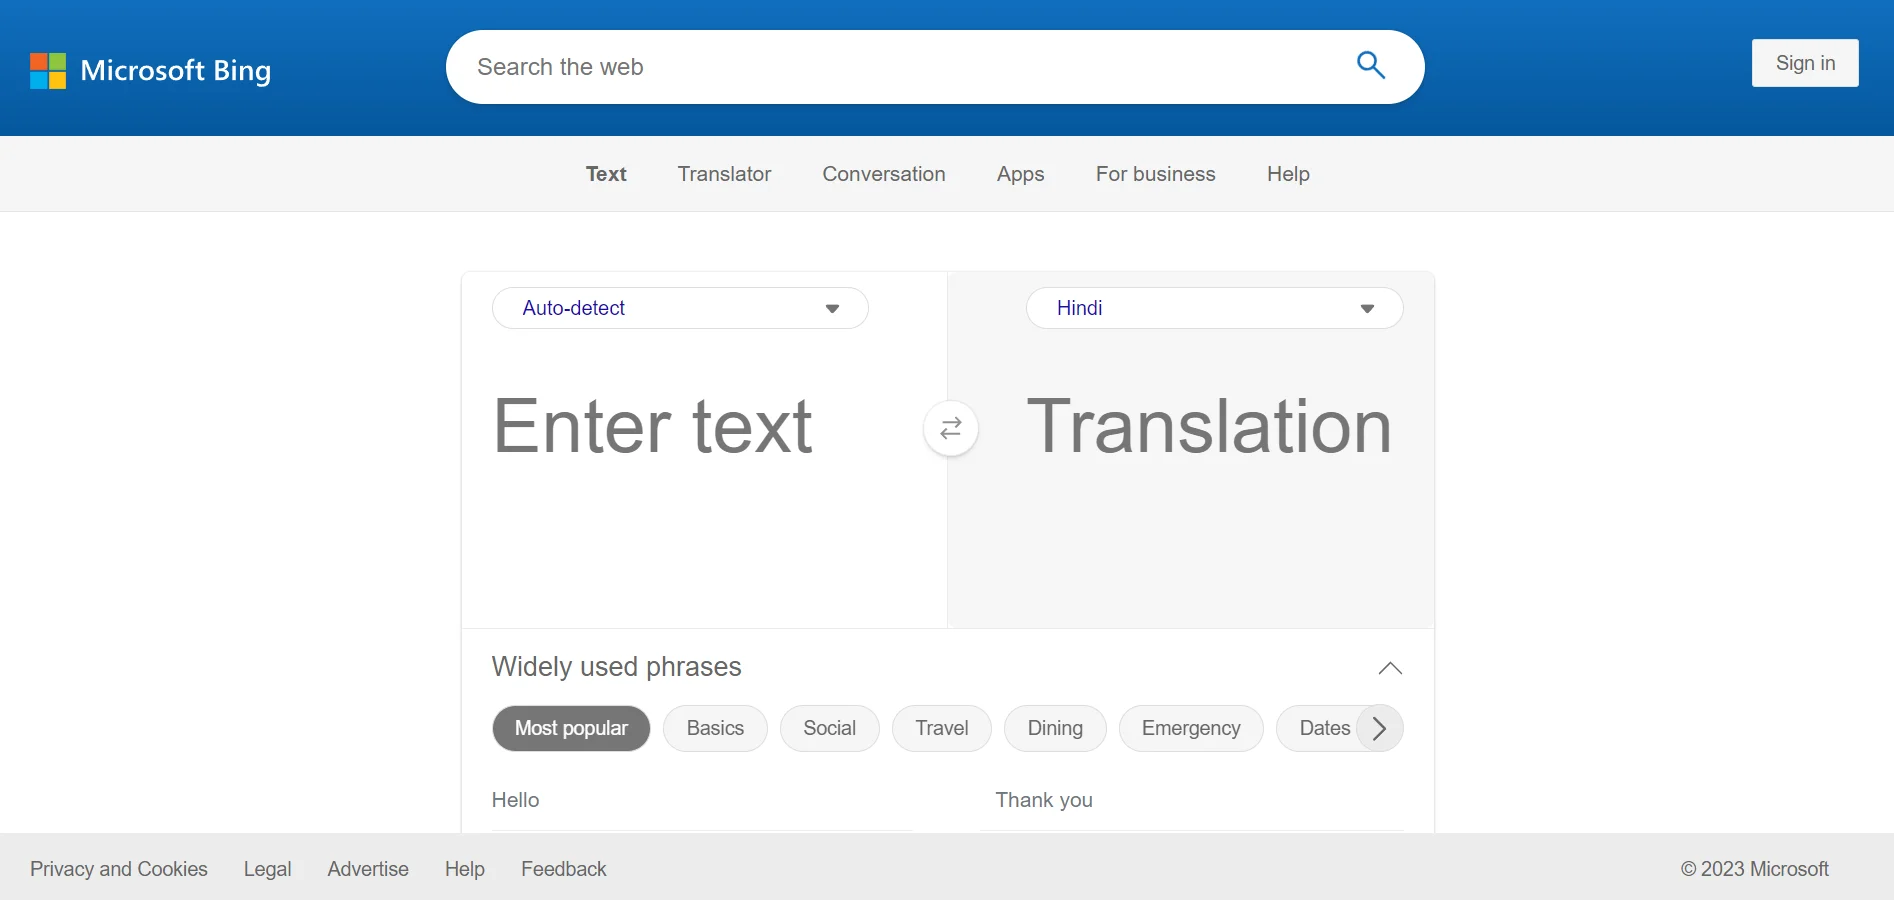 Microsoft Bing
Search the web
Sign in
Text Translator Conversation Apps For business Help
Auto-detect
Hindi
Enter text
Translation
Widely used phrases
Most popular Basics Social Travel Dining Emergency Dates
Hello
Thank you
Privacy and Cookies Legal Advertise Help Feedback
© 2023 Microsoft